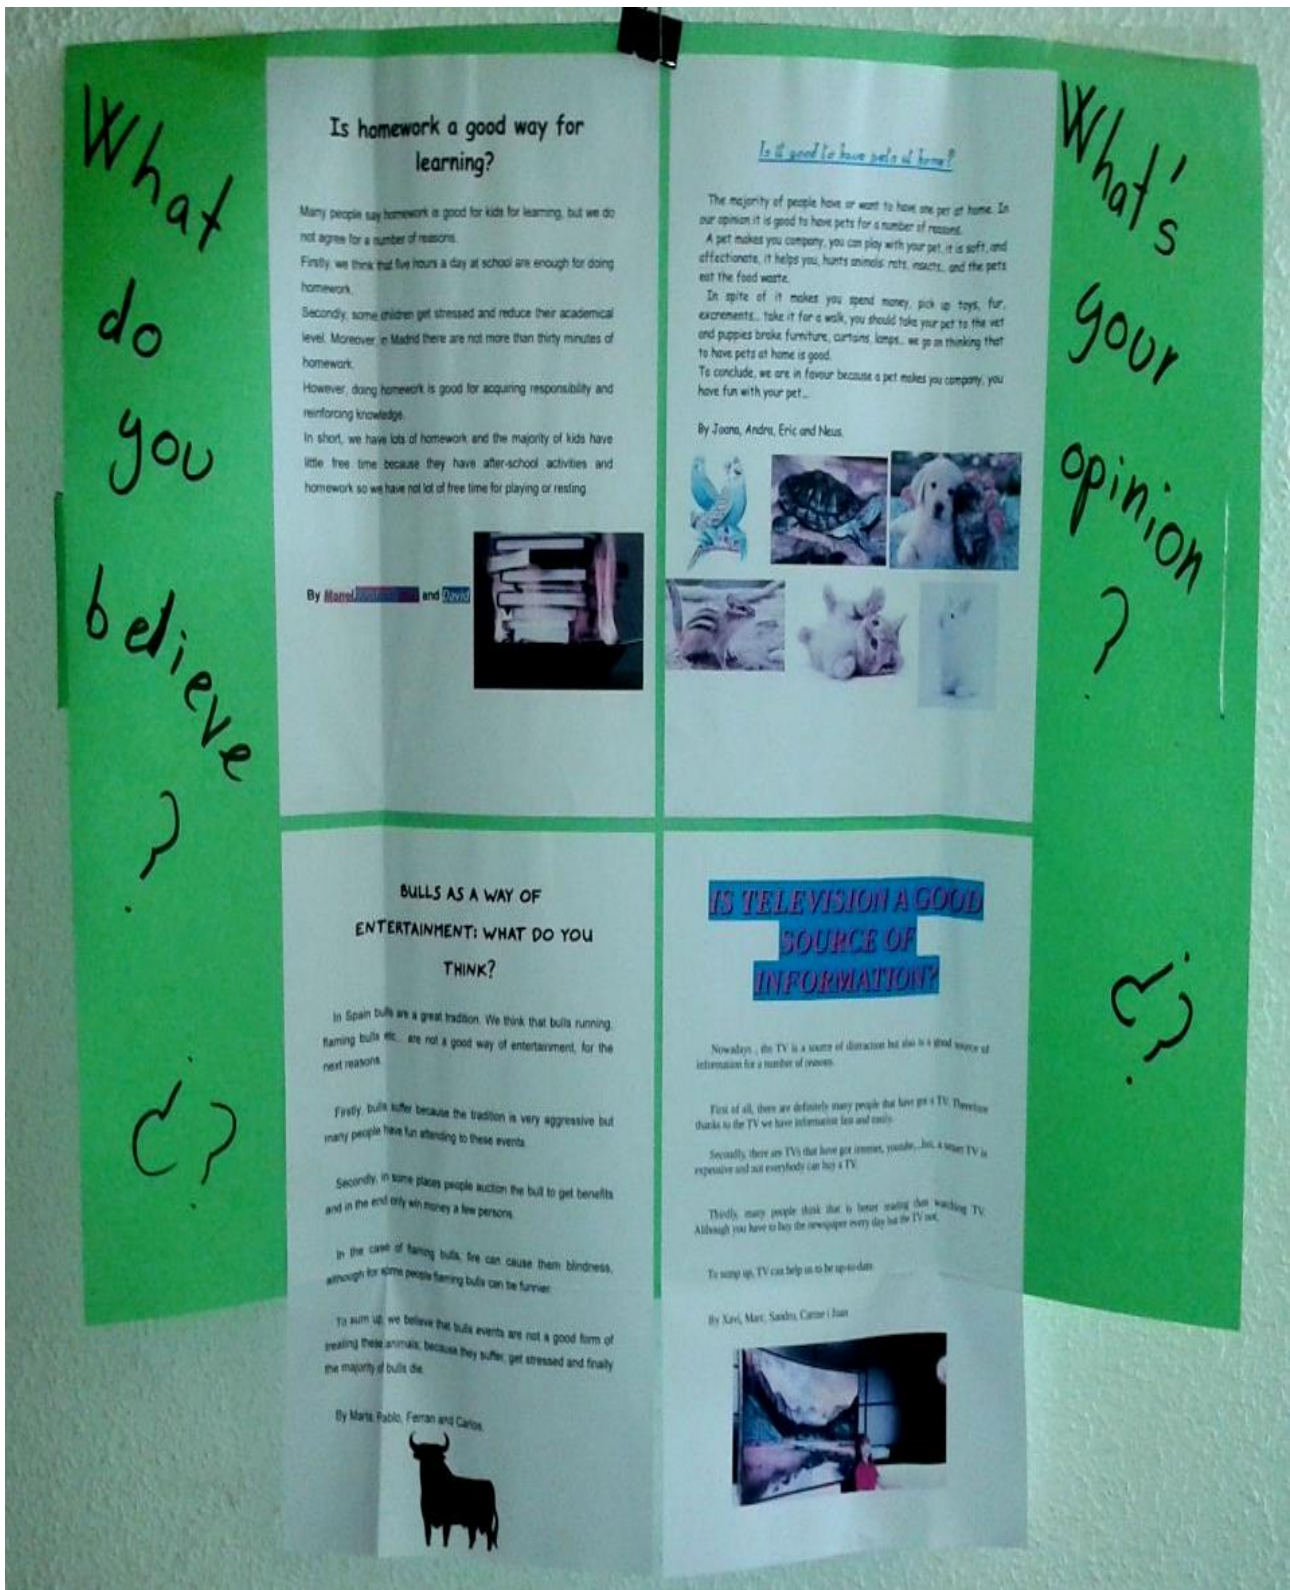 What
do
you
believe
?
¿?
Is homework a good way for
learning?
Many people say homework is good for kids for learning, but we do
not agree for a number of reasons.
Firstly, we think that five hours a day at school are enough for doing
homework.
Secondly, some children get stressed and reduce their academical
level. Moreover, in Madrid there are not more than thirty minutes of
homework.
However, doing homework is good for acquiring responsibility and
reinforcing knowledge.
In short, we have lots of homework and the majority of kids have
little free time because they have after-school activities and
homework so we have not lot of free time for playing or resting
By Manel, and David
Is it good to have pets at home?
The majority of people have or want to have one pet at home. In
our opinion it is good to have pets for a number of reasons.
A pet makes you company, you can play with your pet, it is soft, and
affectionate, it helps you, hunts animals: rats, insects... and the pets
eat the food waste.
In spite of it makes you spend money, pick up toys, fur,
excrements... take it for a walk, you should take your pet to the vet
and puppies brake furniture, curtains, lamps... we go on thinking that
to have pets at home is good.
To conclude, we are in favour because a pet makes you company, you
have fun with your pet...
By Joana, Andra, Eric and Neus.
BULLS AS A WAY OF
ENTERTAINMENT: WHAT DO YOU
THINK?
In Spain bulls are a great tradition. We think that bulls running,
flaming bulls etc... are not a good way of entertainment, for the
next reasons.
Firstly, bulls suffer because the tradition is very aggressive but
many people have fun attending to these events.
Secondly, in some places people auction the bull to get benefits
and in the end only win money a few persons.
In the case of flaming bulls, fire can cause them blindness,
although for some people flaming bulls can be funnier.
To sum up, we believe that bulls events are not a good form of
treating these animals, because they suffer, get stressed and finally
the majority of bulls die.
By Marta, Pablo, Ferran and Carlos.
IS TELEVISION A GOOD
SOURCE OF
INFORMATION?
Nowadays , the TV is a source of distraction but also is a good source of
information for a number of reasons.
First of all, there are definitely many people that have got a TV. Therefore
thanks to the TV we have information fast and easily.
Secondly, there are TVs that have got internet, youtube,...but, a smart TV is
expensive and not everybody can buy a TV.
Thirdly, many people think that is better reading than watching TV.
Although you have to buy the newspaper every day but the TV not.
To sump up, TV can help us to be up-to-date.
By Xavi, Marc, Sandra, Carme i Joan
What's
your
opinion
?
¿?